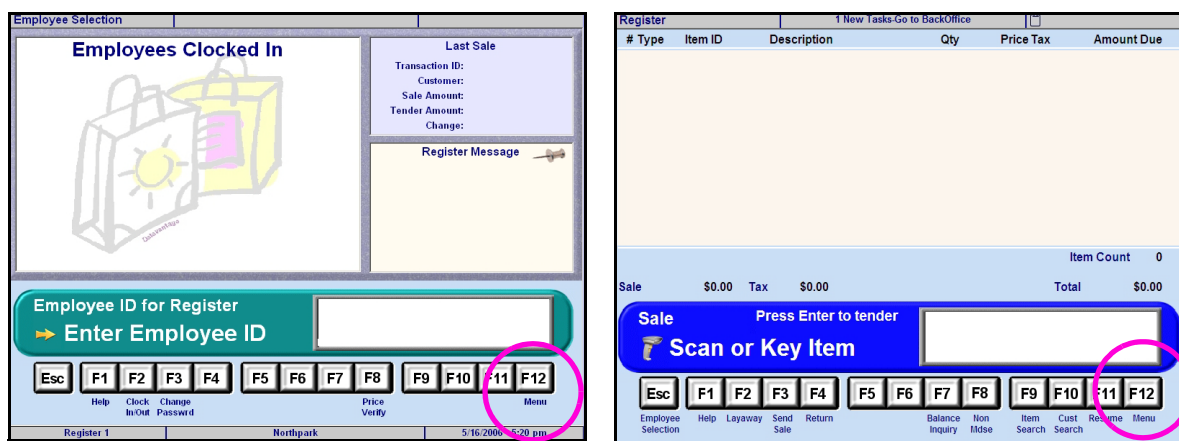 Employee Selection
Employees Clocked In
Last Sale
Transaction ID:
Customer:
Sale Amount:
Tender Amount:
Change:
Register Message
Employee ID for Register
Enter Employee ID
Esc F1 F2 F3 F4 F5 F6 F7 F8 F9 F10 F11 F12
Help Clock In/Out Change Passwrd Price Verify Menu
Register 1 Northpark 5/16/2006 5:20 pm
Register 1 New Tasks-Go to BackOffice
# Type Item ID Description Qty Price Tax Amount Due
Item Count 0
Sale $0.00 Tax $0.00 Total $0.00
Sale Press Enter to tender
Scan or Key Item
Esc F1 F2 F3 F4 F5 F6 F7 F8 F9 F10 F11 F12
Employee Selection Help Layaway Send Sale Return Balance Inquiry Non Mdse Item Search Cust Search Resume Menu